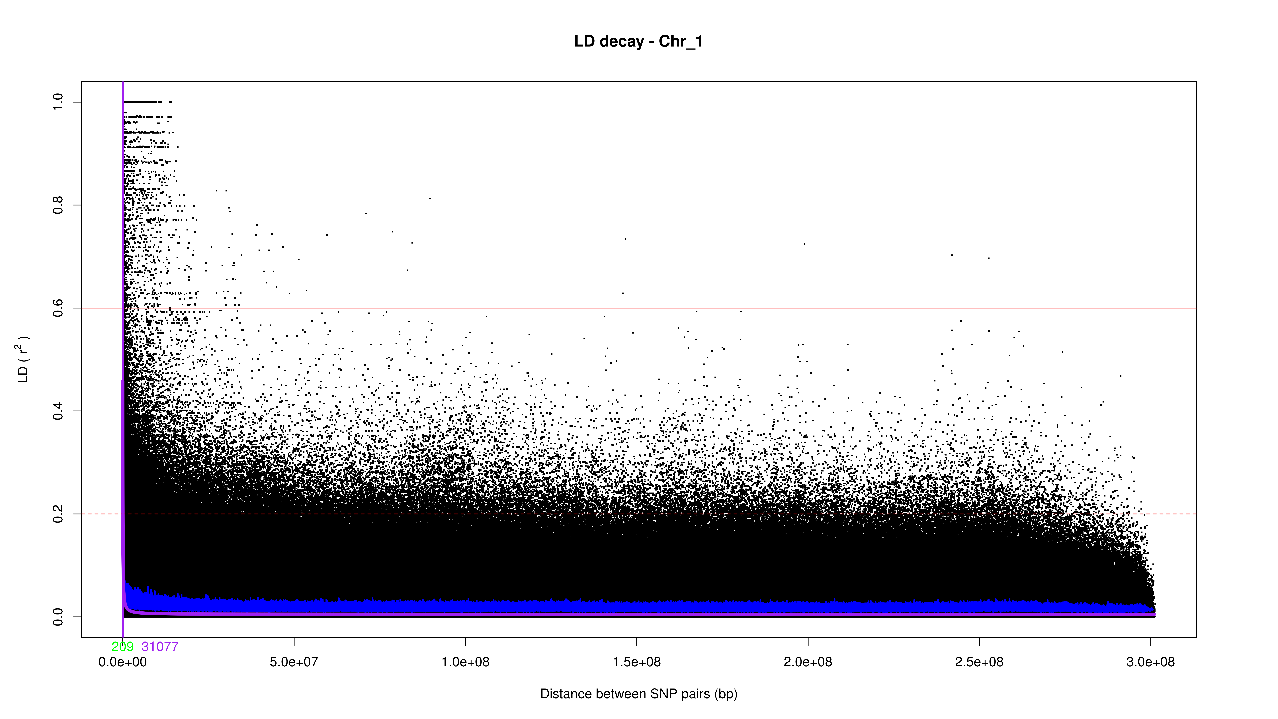 LD decay - Chr_1
LD ( r² )
1.0
0.8
0.6
0.4
0.2
0.0
209 31077
0.0e+00 5.0e+07 1.0e+08 1.5e+08 2.0e+08 2.5e+08 3.0e+08
Distance between SNP pairs (bp)